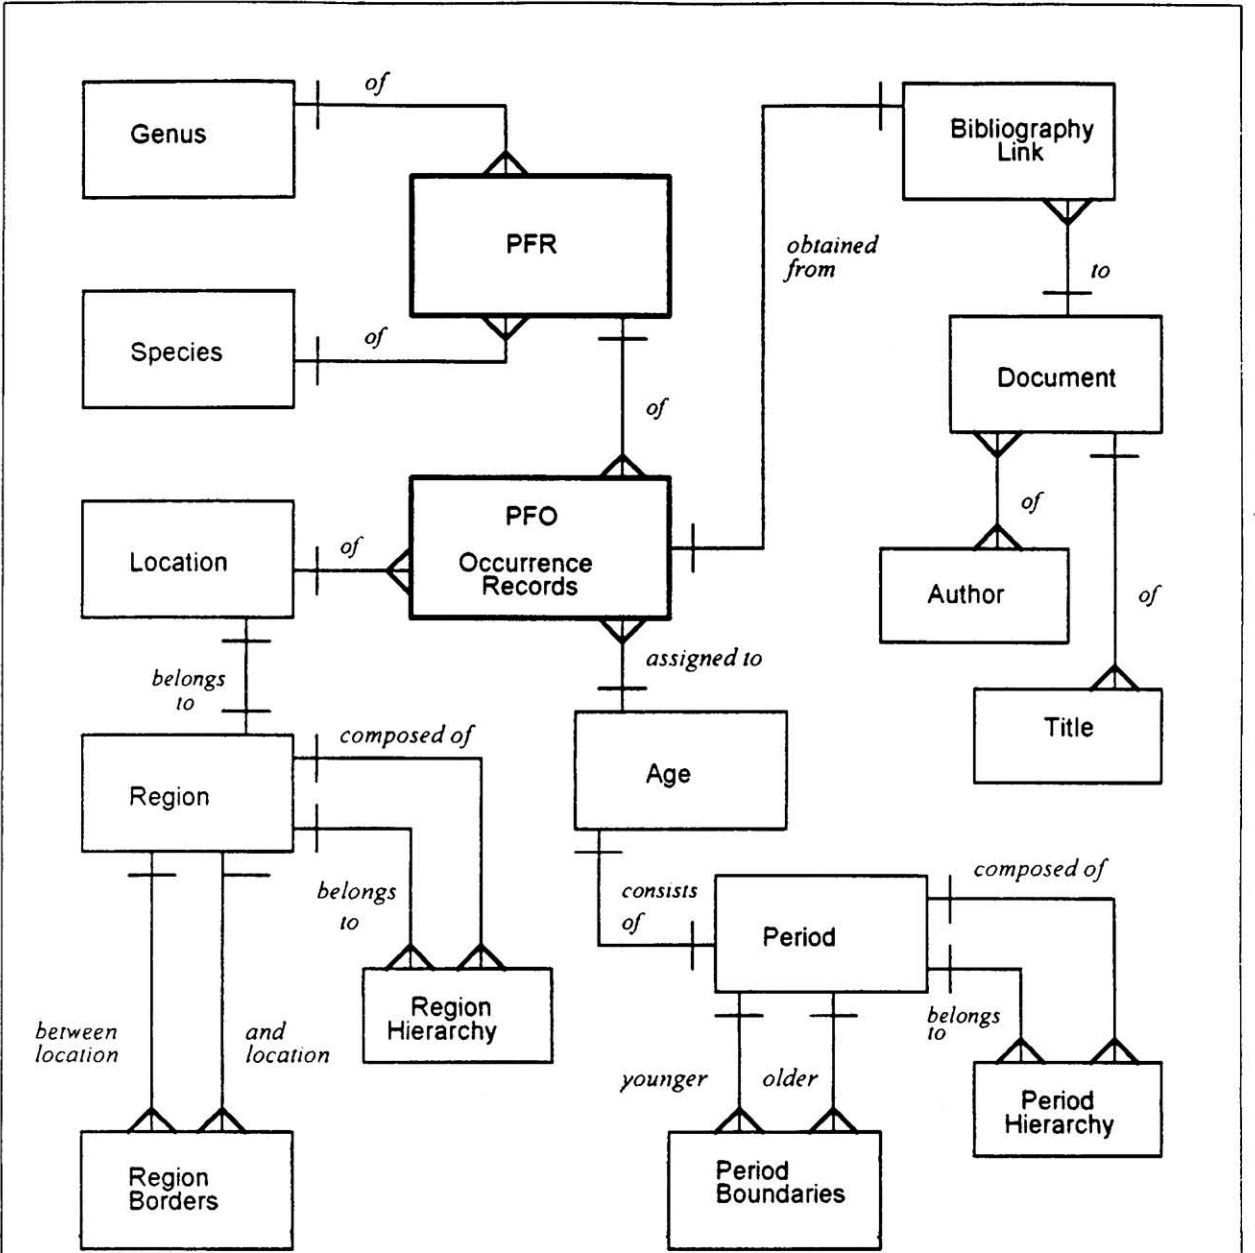 of
Genus
Bibliography
Link
PFR
obtained
from
to
Species
of
Document
of
PFO
Occurrence
Records
Location
of
of
Author
of
assigned to
belongs
to
composed of
Title
Region
Age
belongs
to
consists
of
composed of
Period
Region
Hierarchy
belongs
to
between
location
and
location
younger
older
Period
Hierarchy
Region
Borders
Period
Boundaries